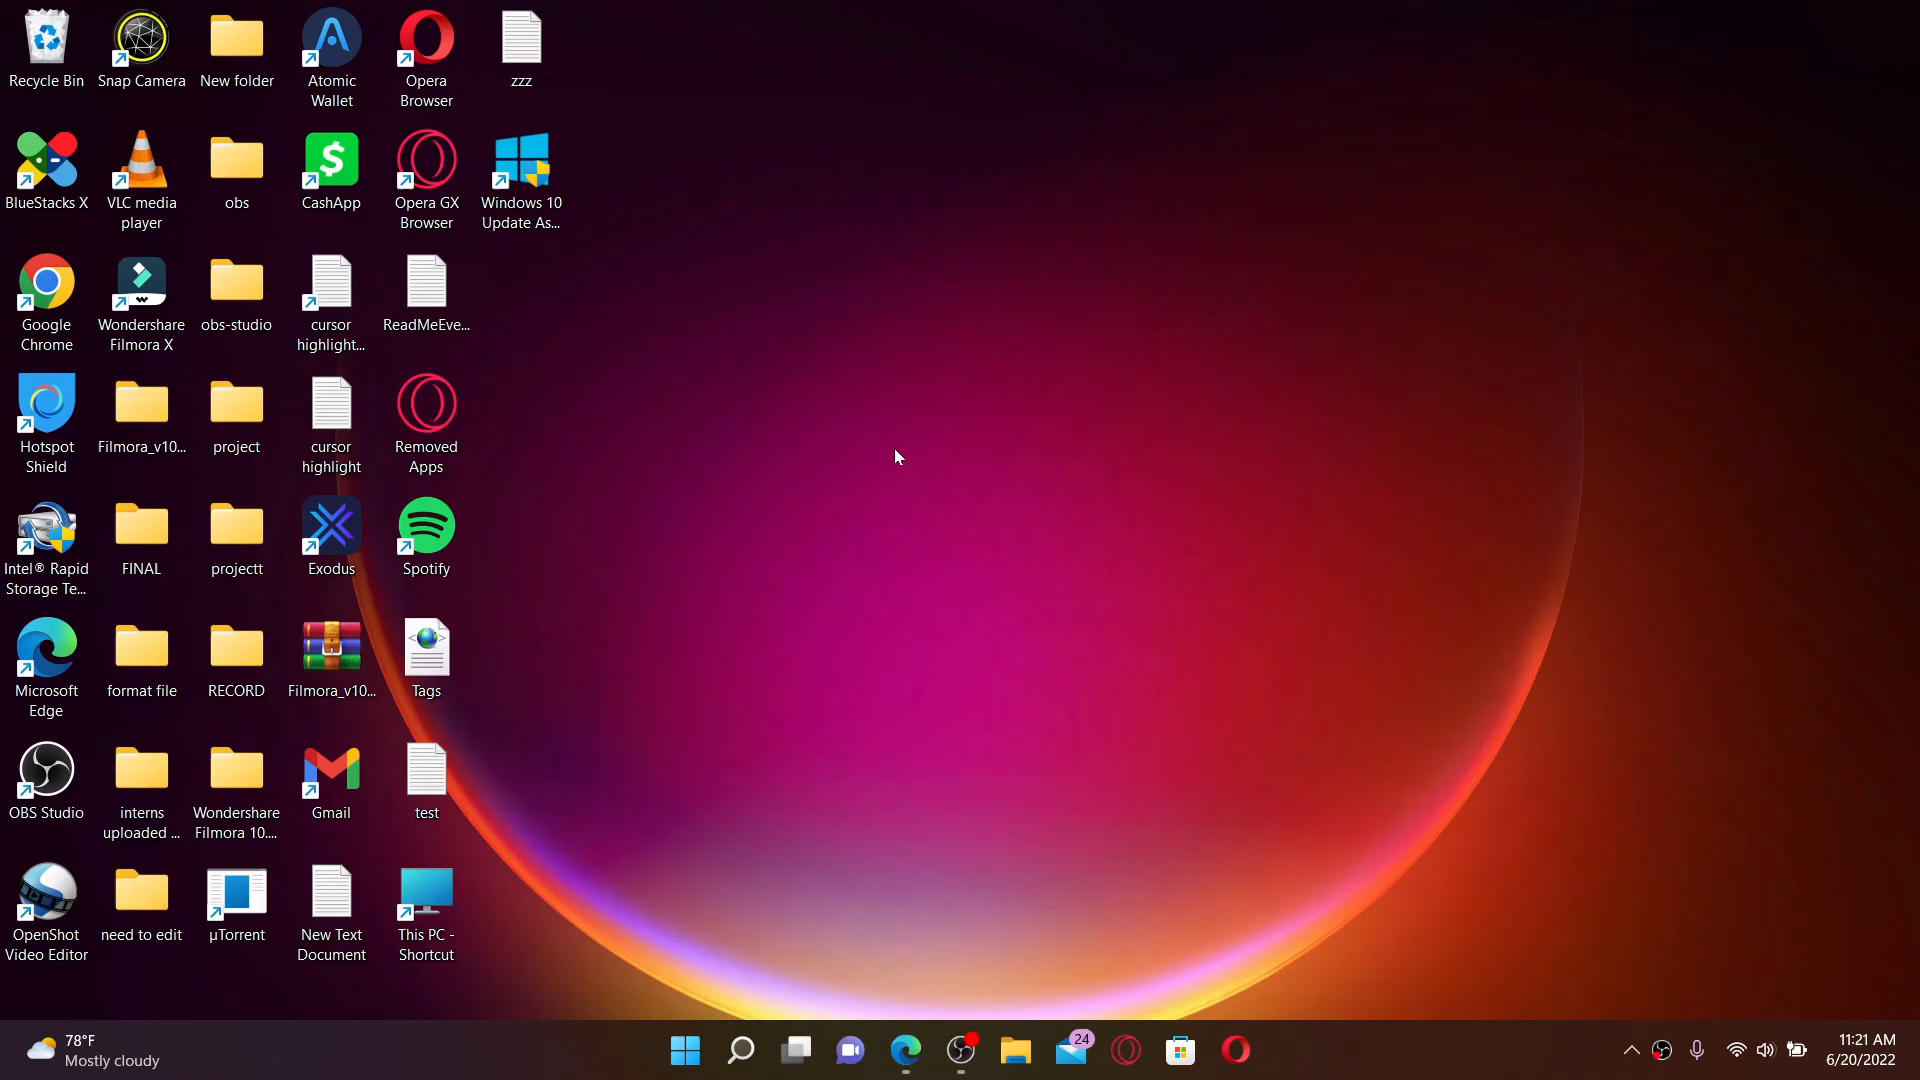 Recycle Bin
Snap Camera
New folder
Atomic
Wallet
Opera
Browser
zzz
BlueStacks X
VLC media
player
obs
CashApp
Opera GX
Browser
Windows 10
Update As...
Google
Chrome
Wondershare
Filmora X
obs-studio
cursor
highlight...
ReadMeEve...
Hotspot
Shield
Filmora_v10...
project
cursor
highlight
Removed
Apps
Intel® Rapid
Storage Te...
FINAL
projectt
Exodus
Spotify
Microsoft
Edge
format file
RECORD
Filmora_v10...
Tags
OBS Studio
interns
uploaded ...
Wondershare
Filmora 10....
Gmail
test
OpenShot
Video Editor
need to edit
µTorrent
New Text
Document
This PC -
Shortcut
78°F
Mostly cloudy
24
11:21 AM
6/20/2022